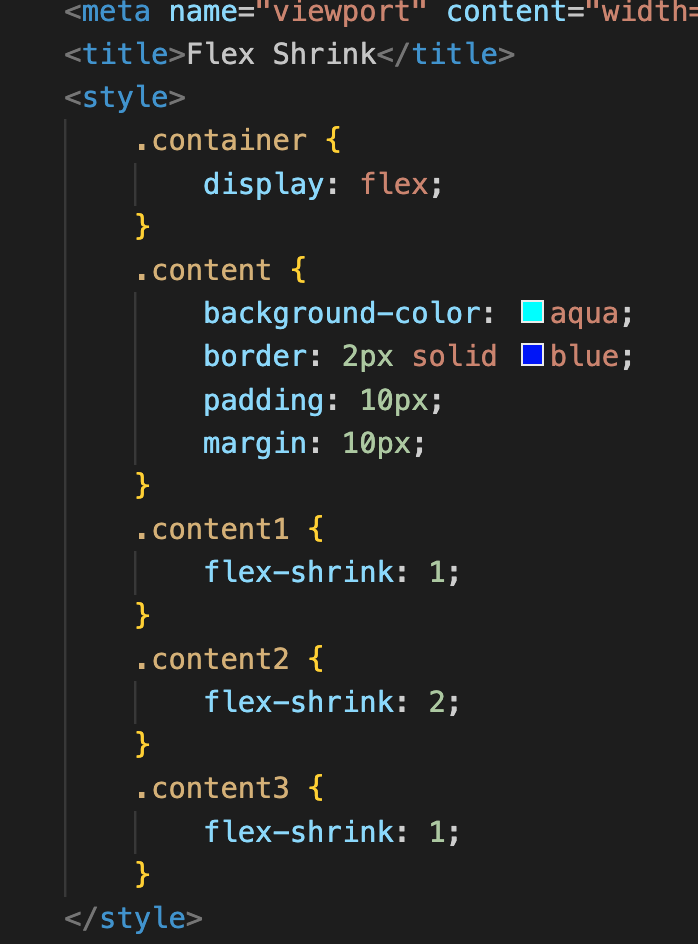 <meta name="viewport" content="width=
<title>Flex Shrink</title>
<style>
.container {
display: flex;
}
.content {
background-color: aqua;
border: 2px solid blue;
padding: 10px;
margin: 10px;
}
.content1 {
flex-shrink: 1;
}
.content2 {
flex-shrink: 2;
}
.content3 {
flex-shrink: 1;
}
</style>